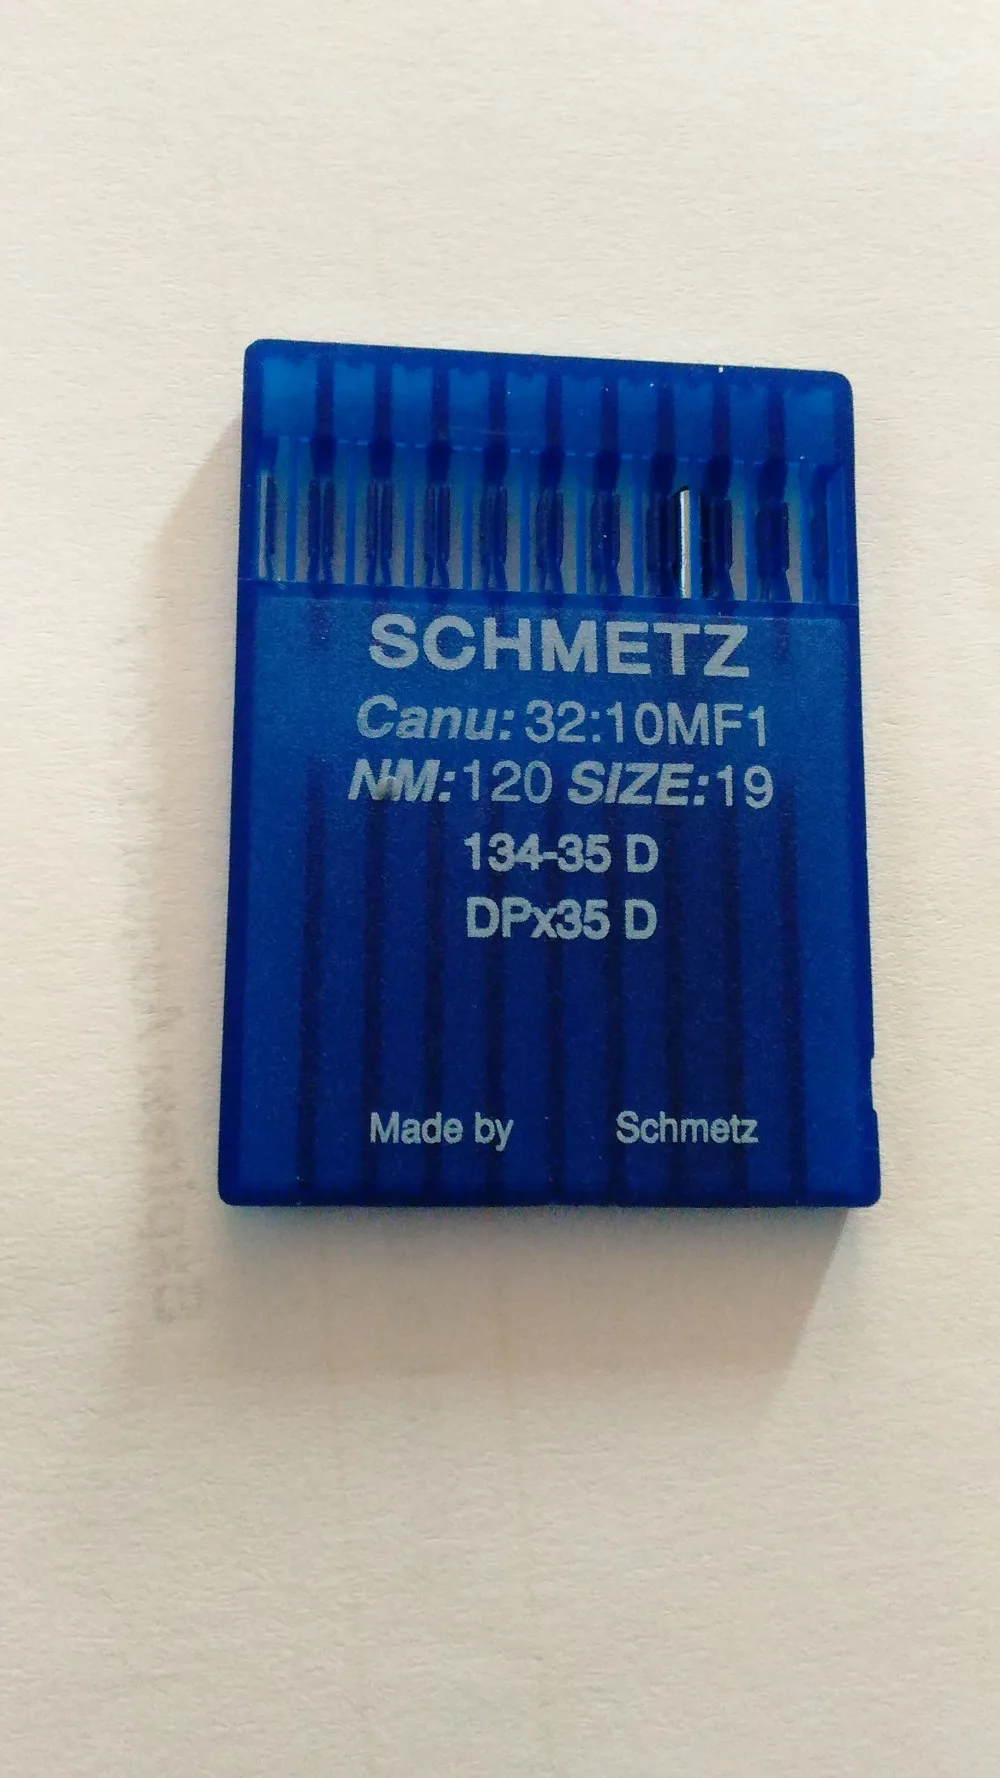 SCHMETZ
Canu: 32:10MF1
NM: 120 SIZE: 19
134-35 D
DPx35 D
Made by Schmetz